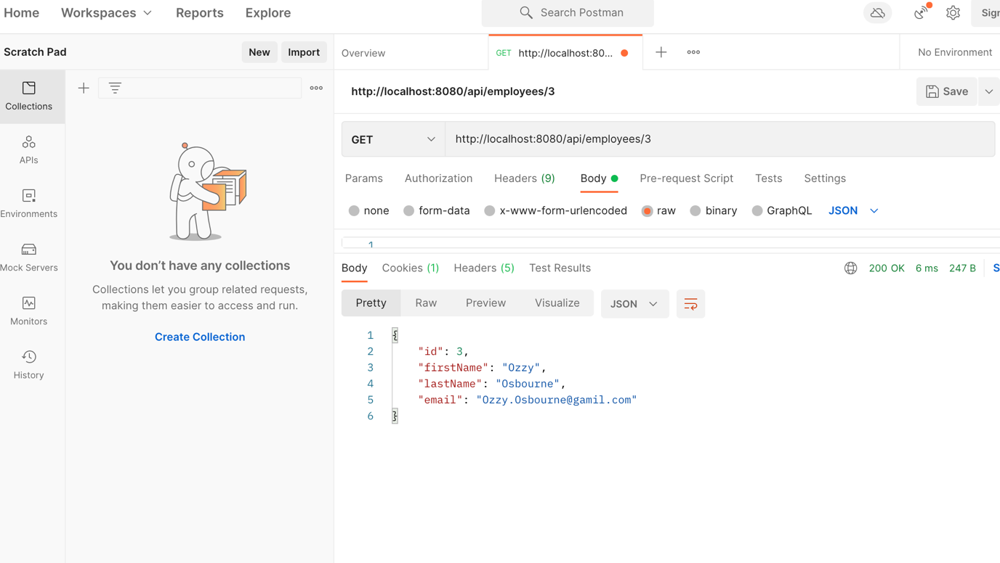 Home Workspaces Reports Explore Search Postman Sign
Scratch Pad New Import Overview GET http://localhost:80... No Environment
Collections
APIs
Environments
Mock Servers
Monitors
History
You don’t have any collections
Collections let you group related requests,
making them easier to access and run.
Create Collection
http://localhost:8080/api/employees/3 Save
GET http://localhost:8080/api/employees/3
Params Authorization Headers (9) Body Pre-request Script Tests Settings
none form-data x-www-form-urlencoded raw binary GraphQL JSON
1
Body Cookies (1) Headers (5) Test Results 200 OK 6 ms 247 B S
Pretty Raw Preview Visualize JSON
1 {
2 "id": 3,
3 "firstName": "Ozzy",
4 "lastName": "Osbourne",
5 "email": "Ozzy.Osbourne@gamil.com"
6 }